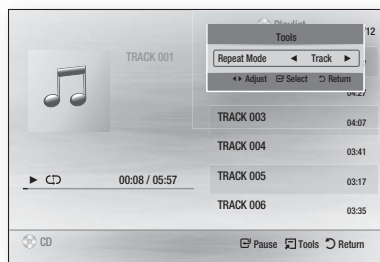 Playlist
/12
Tools
TRACK 001
Repeat Mode ◀ Track ▶
◀▶ Adjust Select Return
04:27
TRACK 003 04:07
TRACK 004 03:41
00:08 / 05:57
TRACK 005 03:17
TRACK 006 03:35
CD
Pause Tools Return